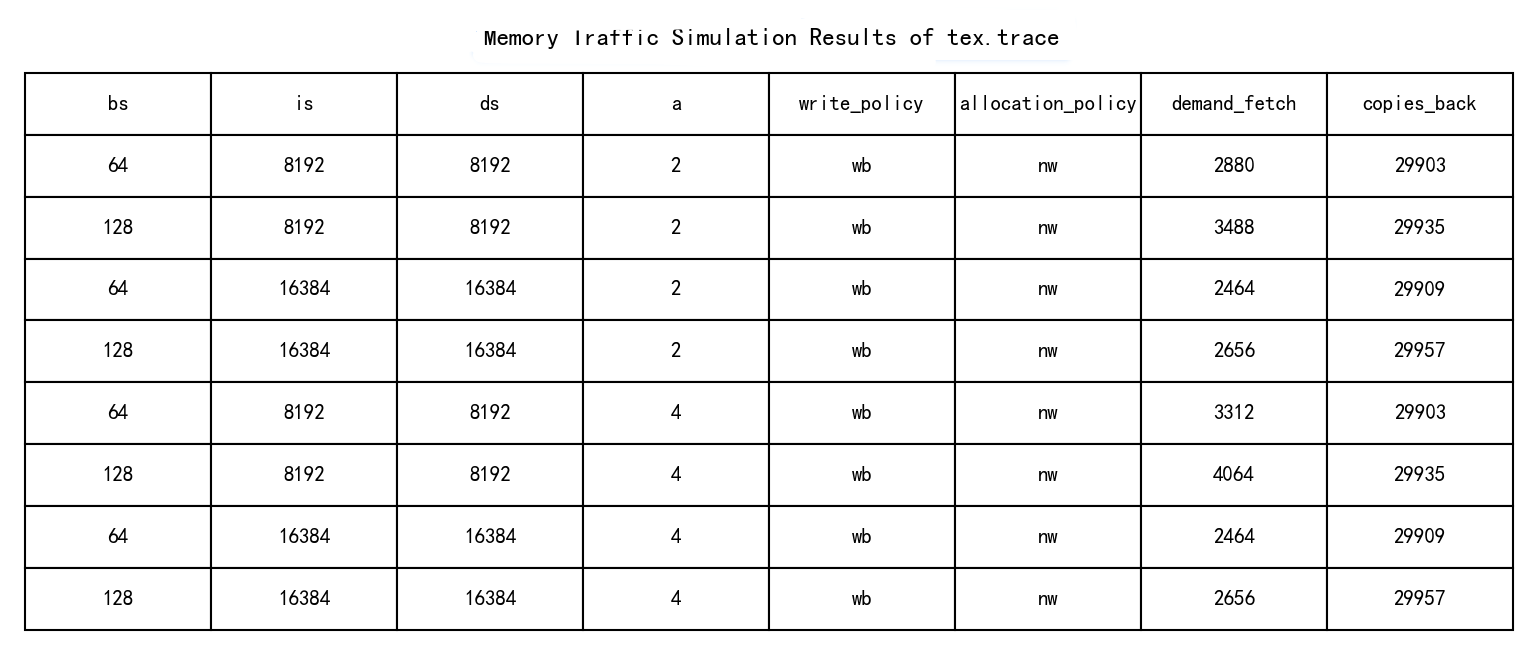 Memory Traffic Simulation Results of tex.trace
bs is ds a write_policy allocation_policy demand_fetch copies_back
64 8192 8192 2 wb nw 2880 29903
128 8192 8192 2 wb nw 3488 29935
64 16384 16384 2 wb nw 2464 29909
128 16384 16384 2 wb nw 2656 29957
64 8192 8192 4 wb nw 3312 29903
128 8192 8192 4 wb nw 4064 29935
64 16384 16384 4 wb nw 2464 29909
128 16384 16384 4 wb nw 2656 29957